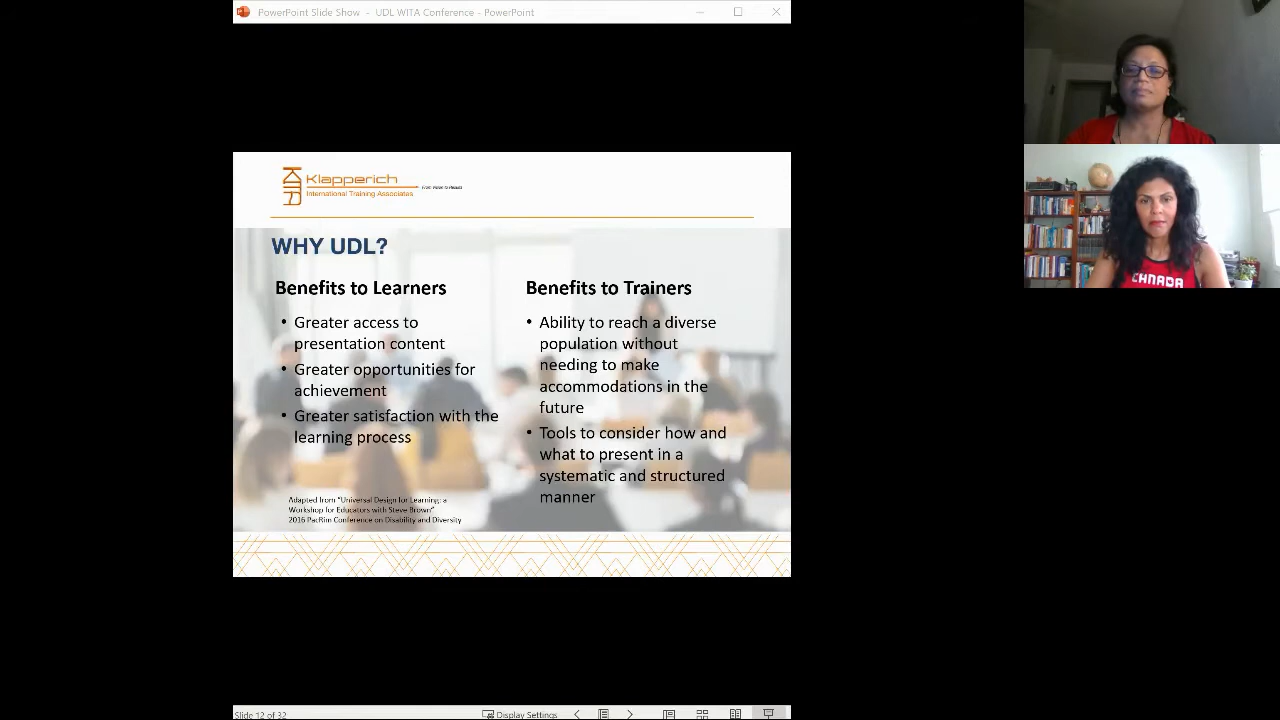 PowerPoint Slide Show - UDL WITA Conference - PowerPoint
Klapperich
International Training Associates
WHY UDL?
Benefits to Learners
• Greater access to
presentation content
• Greater opportunities for
achievement
• Greater satisfaction with the
learning process
Adapted from "Universal Design for Learning: a
Workshop for Educators with Steve Brown"
2016 PacRim Conference on Disability and Diversity
Benefits to Trainers
• Ability to reach a diverse
population without
needing to make
accommodations in the
future
• Tools to consider how and
what to present in a
systematic and structured
manner
CANADA
Slide 12 of 32
Display Settings